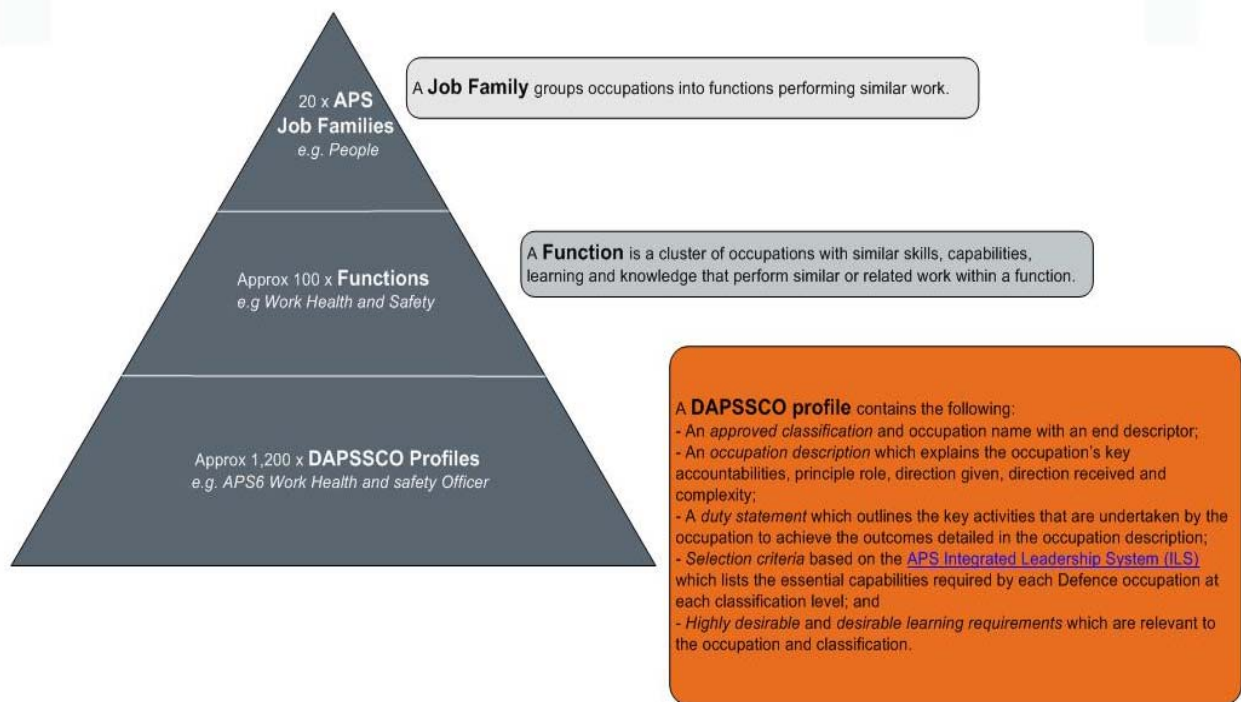 20 x APS
Job Families
e.g. People
A Job Family groups occupations into functions performing similar work.
Approx 100 x Functions
e.g Work Health and Safety
A Function is a cluster of occupations with similar skills, capabilities,
learning and knowledge that perform similar or related work within a function.
Approx 1,200 x DAPSSCO Profiles
e.g. APS6 Work Health and safety Officer
A DAPSSCO profile contains the following:
- An approved classification and occupation name with an end descriptor;
- An occupation description which explains the occupation's key
accountabilities, principle role, direction given, direction received and
complexity;
- A duty statement which outlines the key activities that are undertaken by the
occupation to achieve the outcomes detailed in the occupation description;
- Selection criteria based on the APS Integrated Leadership System (ILS)
which lists the essential capabilities required by each Defence occupation at
each classification level; and
- Highly desirable and desirable learning requirements which are relevant to
the occupation and classification.